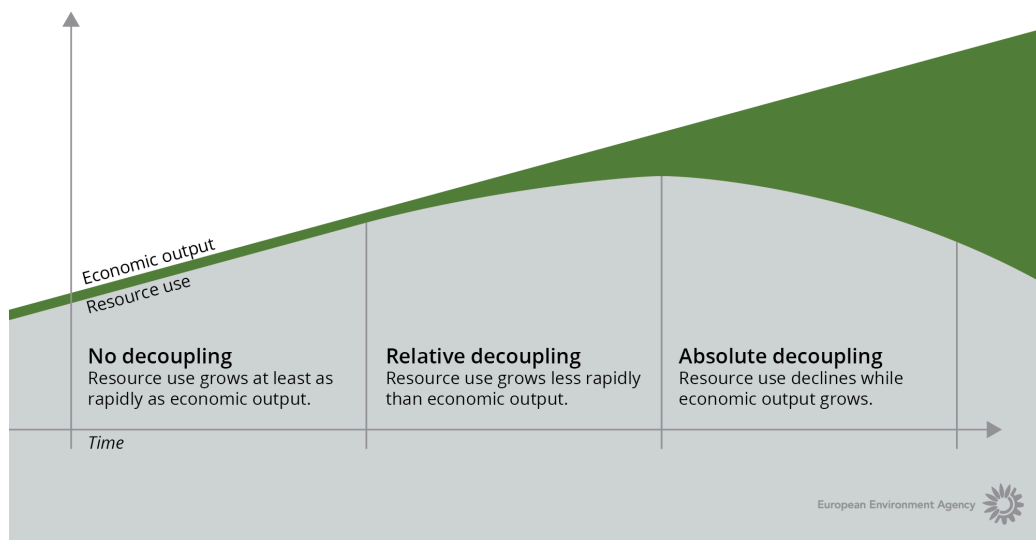 Economic output
Resource use
No decoupling
Resource use grows at least as
rapidly as economic output.
Relative decoupling
Resource use grows less rapidly
than economic output.
Absolute decoupling
Resource use declines while
economic output grows.
Time
European Environment Agency